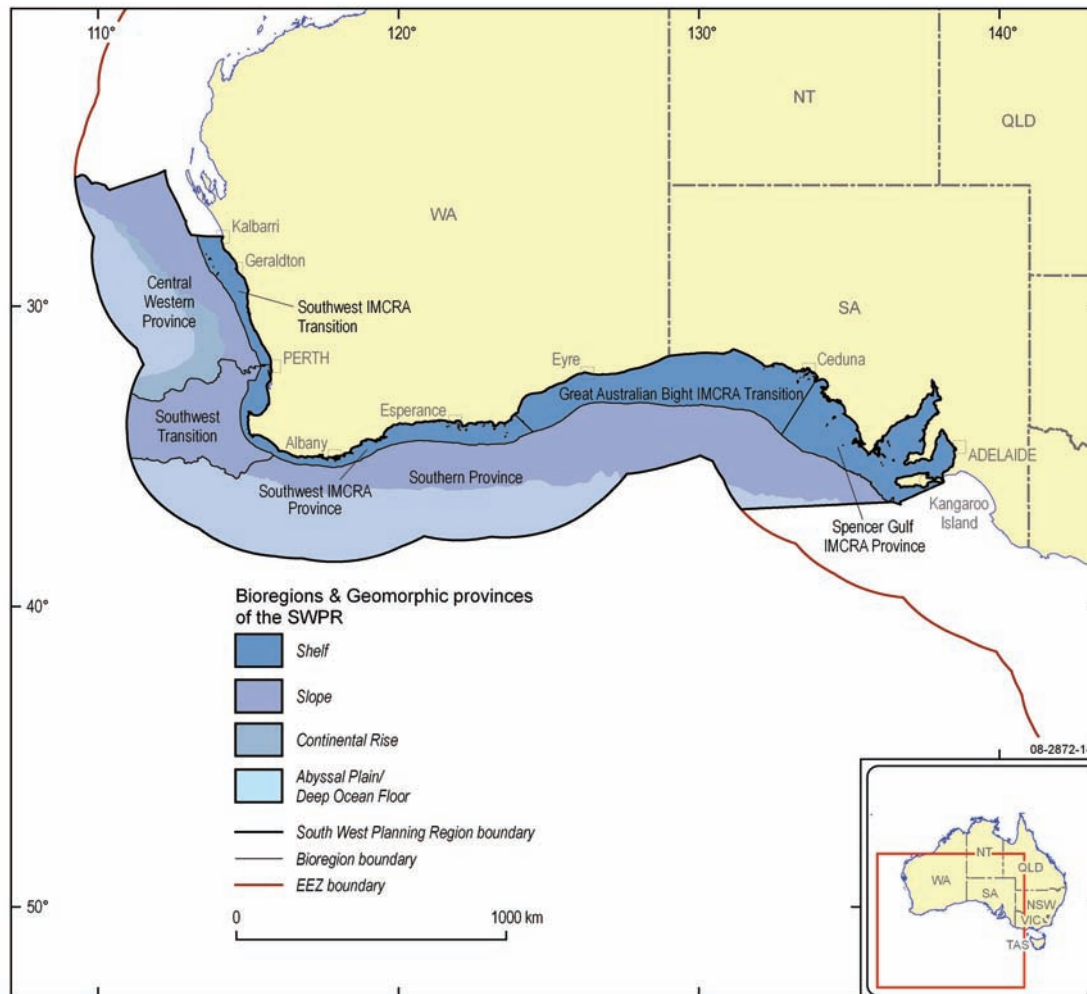 110°
120°
130°
140°
NT
QLD
WA
Kalbarri
Geraldton
Central
Western
Province
30°
Southwest IMCRA
Transition
SA
PERTH
Eyre
Ceduna
Great Australian Bight IMCRA Transition
Southwest
Transition
Esperance
Albany
ADELAIDE
Southwest IMCRA
Province
Southern Province
Kangaroo
Island
Spencer Gulf
IMCRA Province
40°
Bioregions & Geomorphic provinces
of the SWPR
Shelf
Slope
Continental Rise
Abyssal Plain/
Deep Ocean Floor
South West Planning Region boundary
Bioregion boundary
EEZ boundary
0 1000 km
50°
NT
QLD
WA
SA
NSW
VIC
TAS